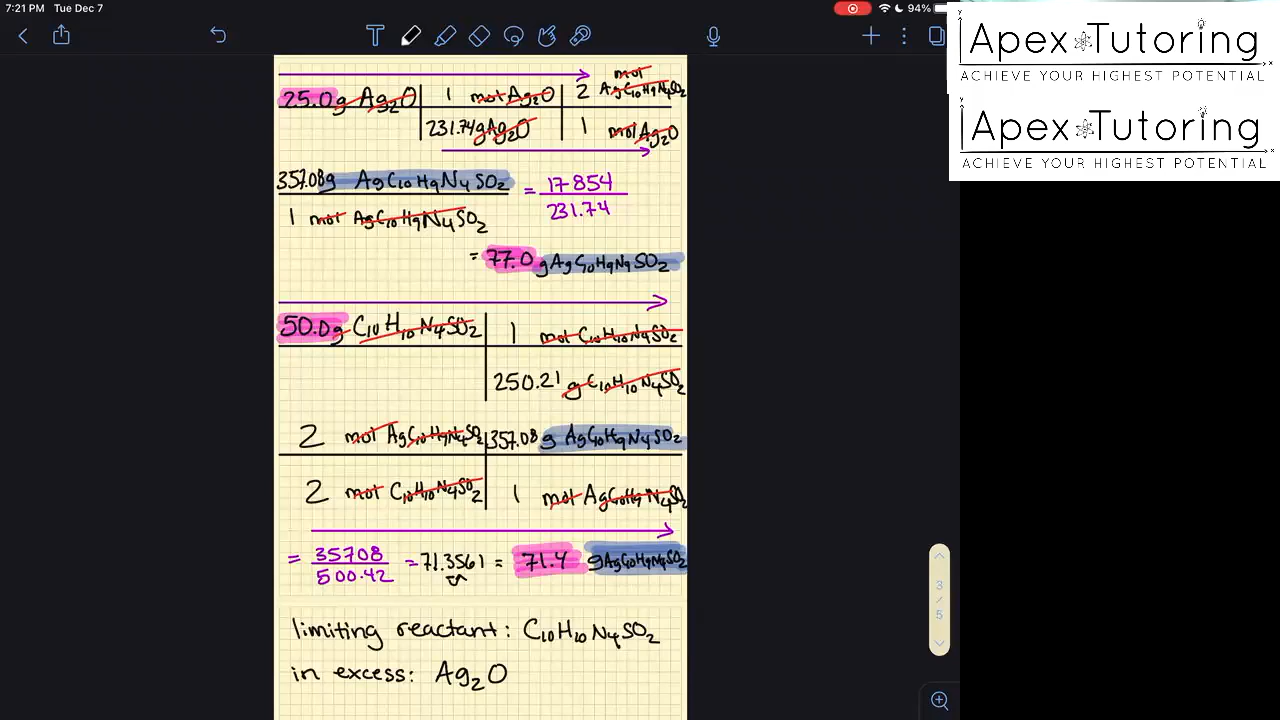 7:21 PM Tue Dec 7
94%
Apex Tutoring
ACHIEVE YOUR HIGHEST POTENTIAL
Apex Tutoring
ACHIEVE YOUR HIGHEST POTENTIAL
25.0g Ag₂O | 1 mol Ag₂O | 2 mol AgC₁₀H₉N₄SO₂
231.74g Ag₂O | 1 mol Ag₂O
357.08g AgC₁₀H₉N₄SO₂ = 17854
1 mol AgC₁₀H₉N₄SO₂ 231.74
= 77.0 g AgC₁₀H₉N₄SO₂
50.0g C₁₀H₁₀N₄SO₂ | 1 mol C₁₀H₁₀N₄SO₂
250.21 g C₁₀H₁₀N₄SO₂
2 mol AgC₁₀H₉N₄SO₂ | 357.08 g AgC₁₀H₉N₄SO₂
2 mol C₁₀H₁₀N₄SO₂ | 1 mol AgC₁₀H₉N₄SO₂
= 35708 = 71.3561 = 71.4 g AgC₁₀H₉N₄SO₂
500.42
limiting reactant: C₁₀H₁₀N₄SO₂
in excess: Ag₂O
3
/
5